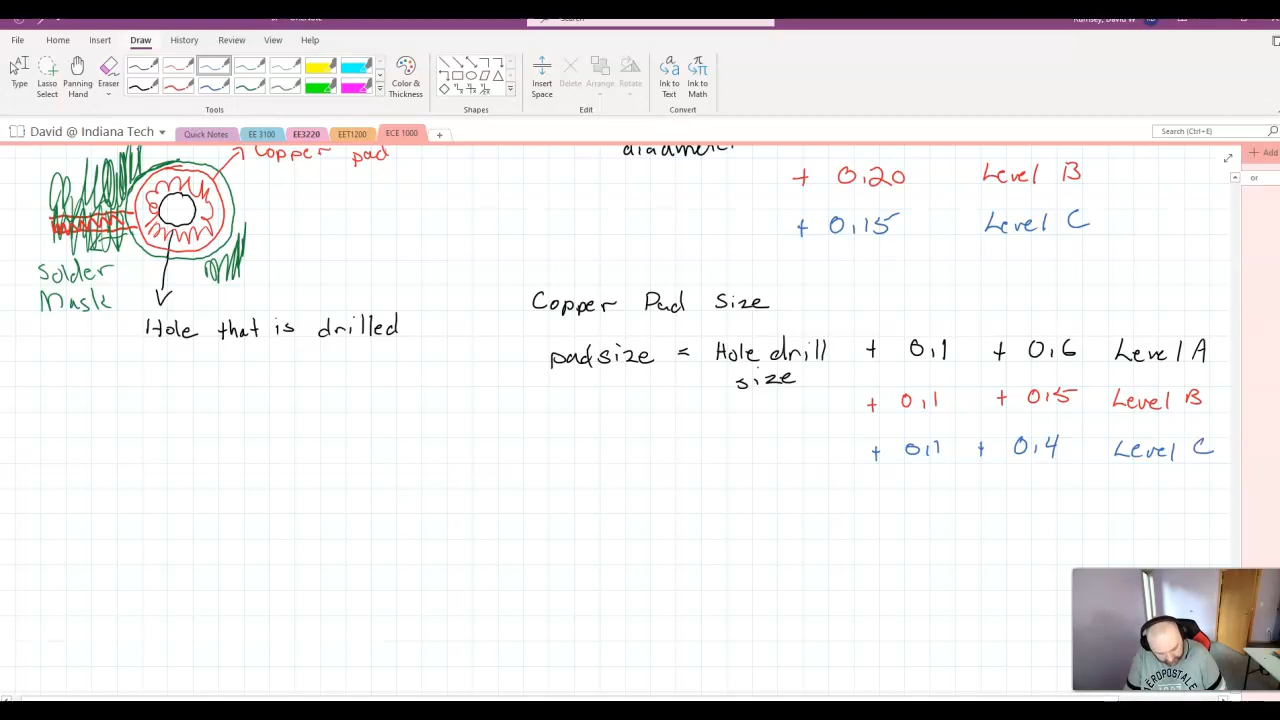 File Home Insert Draw History Review View Help
Type Lasso Select Panning Hand Eraser Color & Thickness Insert Space Delete Arrange Rotate Ink to Text Ink to Math
Tools Shapes Edit Convert
David @ Indiana Tech Quick Notes EE 3100 EE3220 EET1200 ECE 1000 + Search (Ctrl+E)
Add
or
Copper pad
Solder
Mask
Hole that is drilled
diadmeter
+ 0.20 Level B
+ 0.15 Level C
Copper Pad Size
padsize = Hole drill size + 0.1 + 0.6 Level A
+ 0.1 + 0.5 Level B
+ 0.1 + 0.4 Level C
AÉROPOSTALE